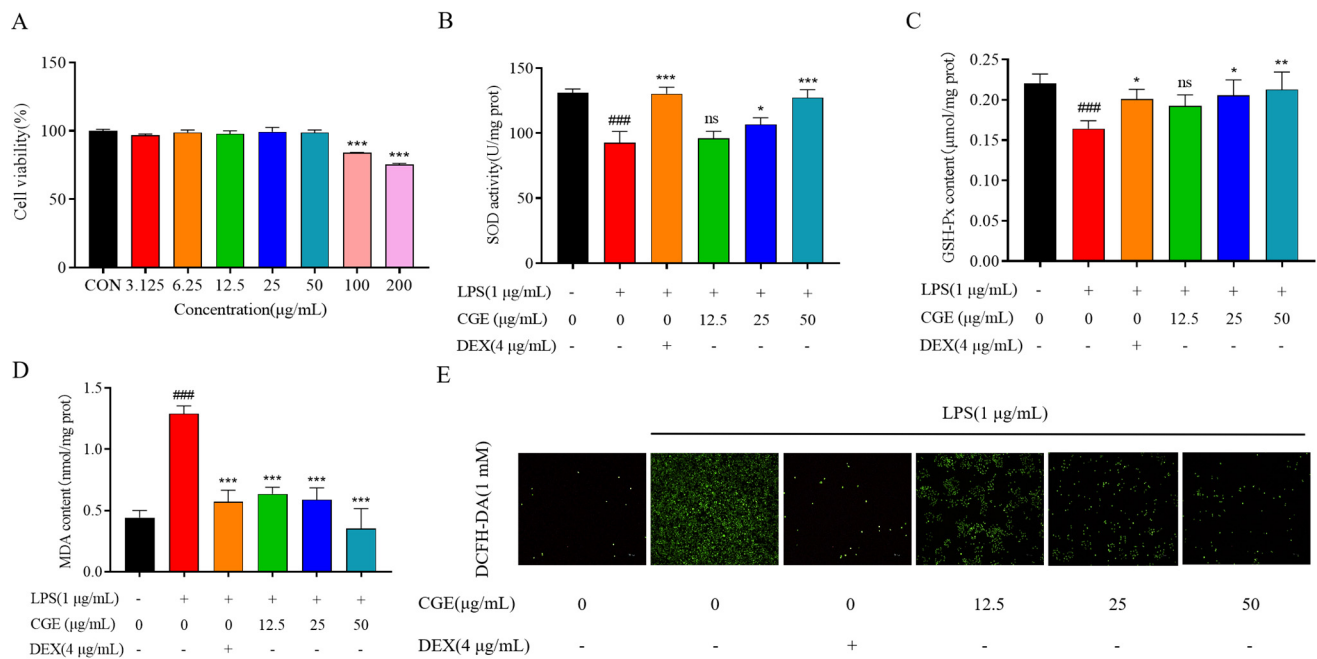 A
150
100
50
0
Cell viability(%)
*** ***
CON 3.125 6.25 12.5 25 50 100 200
Concentration(μg/mL)
B
150
100
50
0
SOD activity(U/mg prot)
### *** ns * ***
LPS(1 μg/mL) - + + + + +
CGE (μg/mL) 0 0 0 12.5 25 50
DEX(4 μg/mL) - - + - - -
C
0.25
0.20
0.15
0.10
0.05
0.00
GSH-Px content (μmol/mg prot)
### * ns * **
LPS(1 μg/mL) - + + + + +
CGE (μg/mL) 0 0 0 12.5 25 50
DEX(4 μg/mL) - - + - - -
D
1.5
1.0
0.5
0.0
MDA content (nmol/mg prot)
### *** *** *** ***
LPS(1 μg/mL) - + + + + +
CGE (μg/mL) 0 0 0 12.5 25 50
DEX(4 μg/mL) - - + - - -
E
LPS(1 μg/mL)
DCFH-DA(1 mM)
CGE(μg/mL) 0 0 0 12.5 25 50
DEX(4 μg/mL) - - + - - -